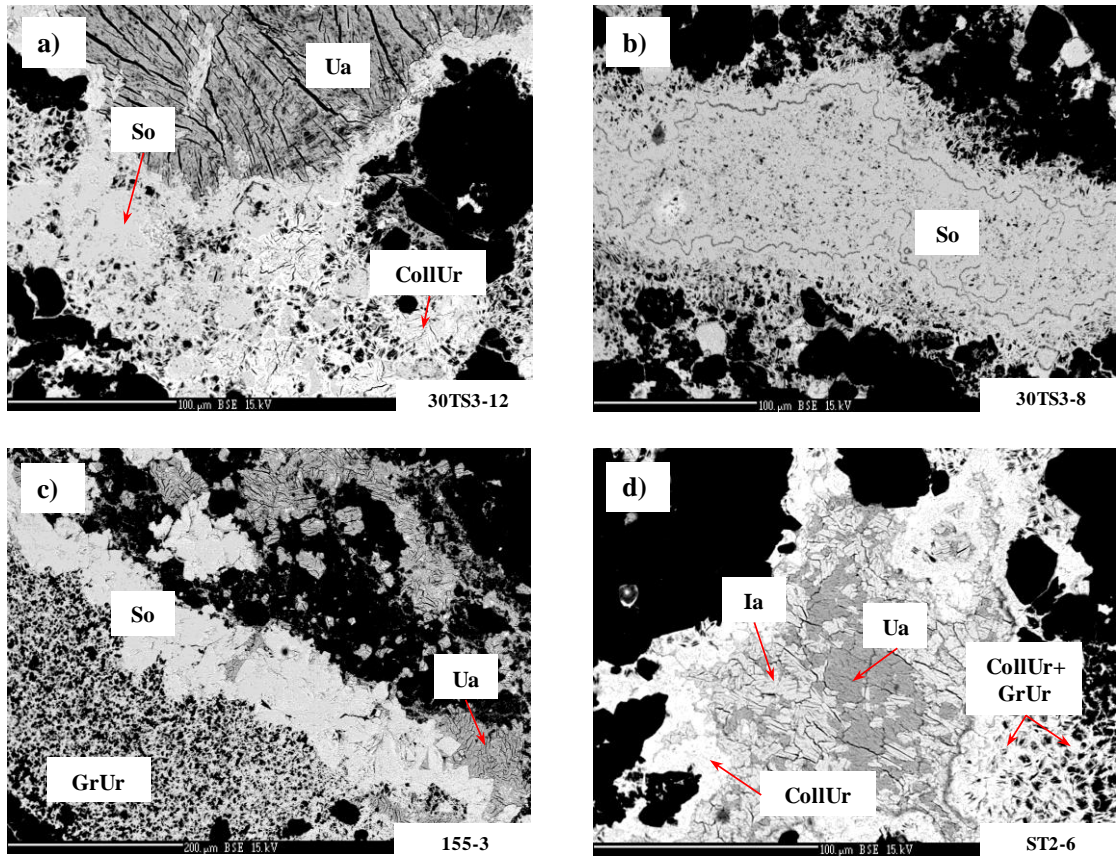 a)
Ua
So
CollUr
100. µm BSE 15. kV
30TS3-12
b)
So
100. µm BSE 15. kV
30TS3-8
c)
So
Ua
GrUr
200. µm BSE 15. kV
155-3
d)
Ia
Ua
CollUr+
GrUr
CollUr
100. µm BSE 15. kV
ST2-6